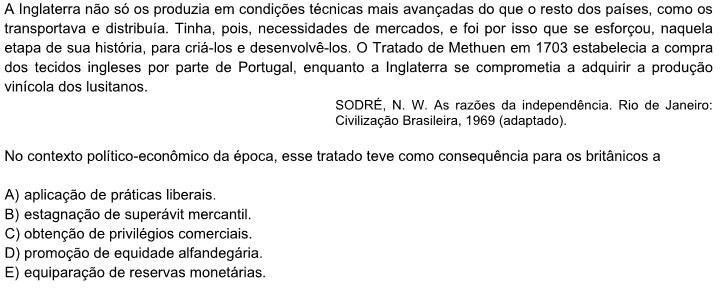 A Inglaterra não só os produzia em condições técnicas mais avançadas do que o resto dos países, como os
transportava e distribuía. Tinha, pois, necessidades de mercados, e foi por isso que se esforçou, naquela
etapa de sua história, para criá-los e desenvolvê-los. O Tratado de Methuen em 1703 estabelecia a compra
dos tecidos ingleses por parte de Portugal, enquanto a Inglaterra se comprometia a adquirir a produção
vinícola dos lusitanos.
SODRÉ, N. W. As razões da independência. Rio de Janeiro:
Civilização Brasileira, 1969 (adaptado).
No contexto político-econômico da época, esse tratado teve como consequência para os britânicos a
A) aplicação de práticas liberais.
B) estagnação de superávit mercantil.
C) obtenção de privilégios comerciais.
D) promoção de equidade alfandegária.
E) equiparação de reservas monetárias.